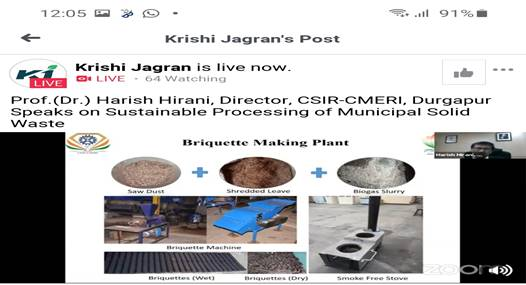 12:05
91%
Krishi Jagran's Post
Krishi Jagran is live now.
LIVE
LIVE • 64 Watching
Prof.(Dr.) Harish Hirani, Director, CSIR-CMERI, Durgapur
Speaks on Sustainable Processing of Municipal Solid
Waste
Briquette Making Plant
Harish Hirani
Saw Dust
+
Shredded Leave
+
Biogas Slurry
Briquette Machine
Briquettes (Wet)
Briquettes (Dry)
Smoke Free Stove
zoom